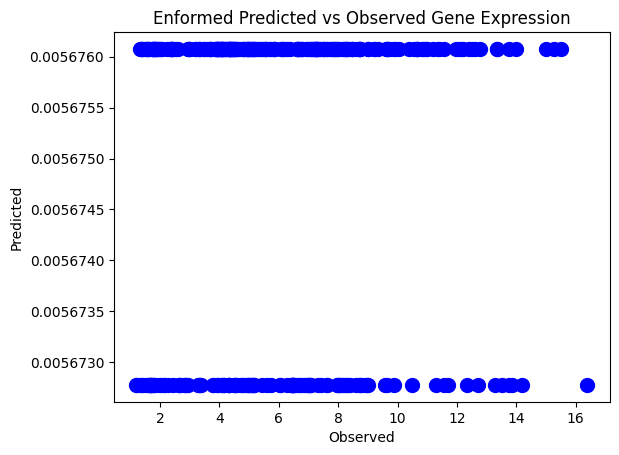 Enformed Predicted vs Observed Gene Expression
0.0056760
0.0056755
0.0056750
0.0056745
0.0056740
0.0056735
0.0056730
Predicted
2 4 6 8 10 12 14 16
Observed